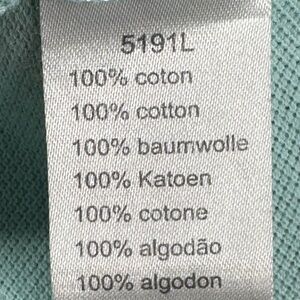 5191L
100% coton
100% cotton
100% baumwolle
100% Katoen
100% cotone
100% algodão
100% algodon